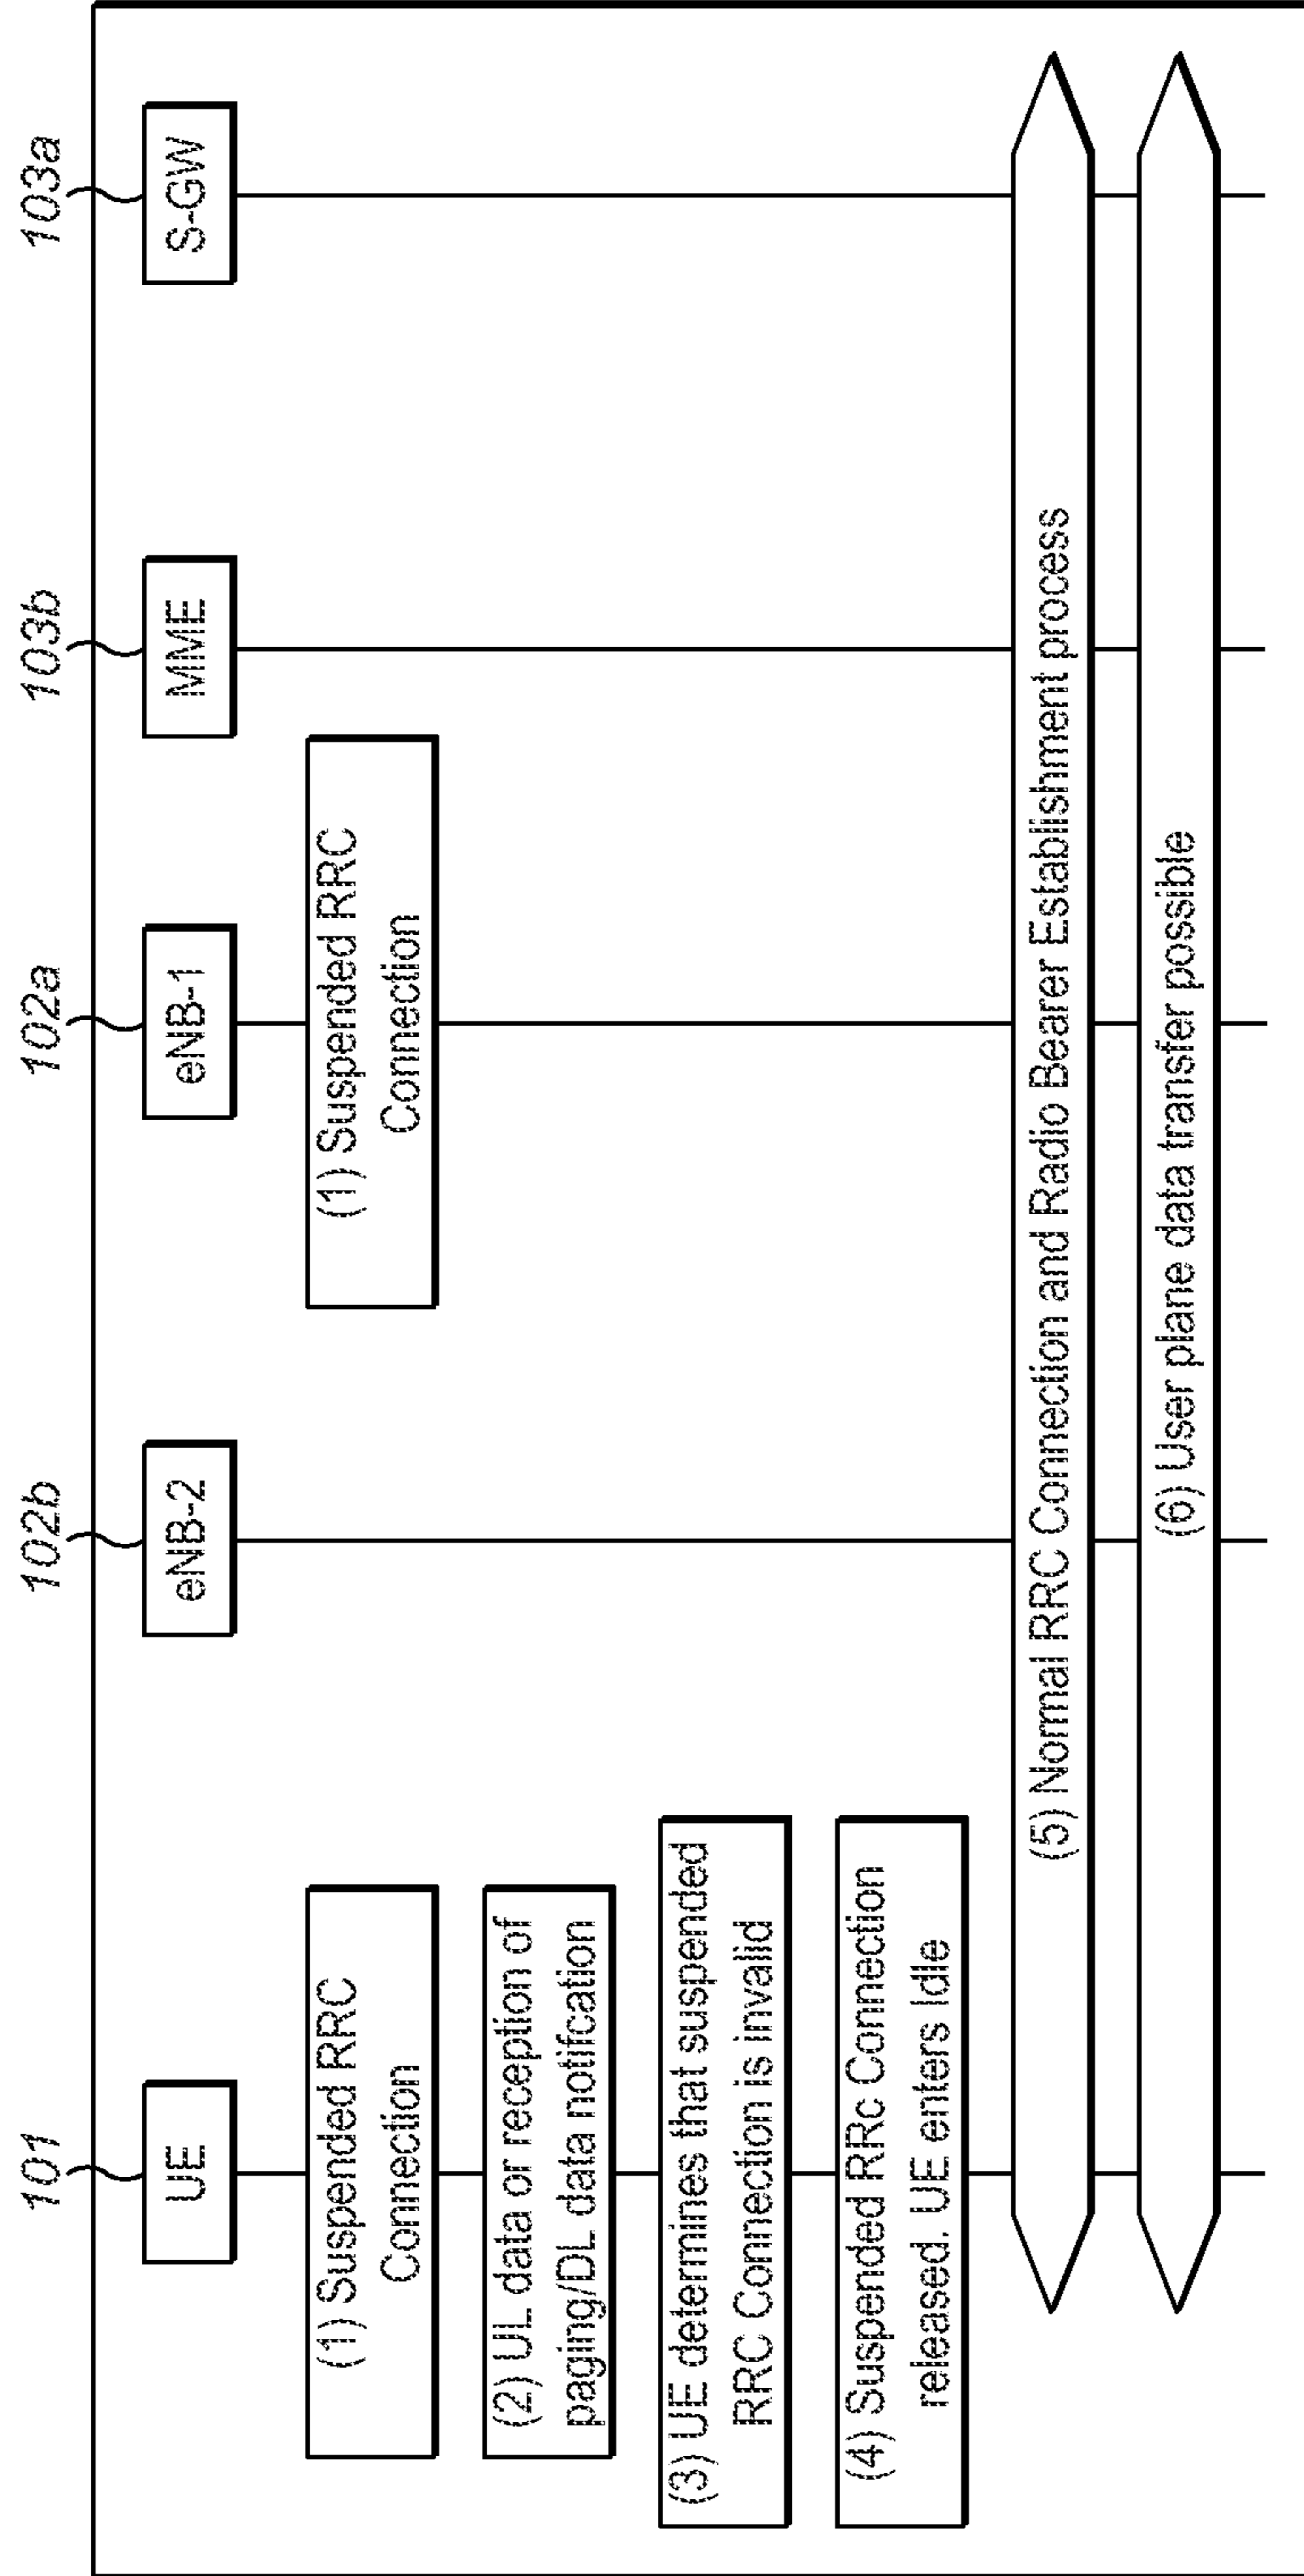 101
102b
102a
103b
103a
UE
eNB-2
eNB-1
MME
S-GW
(1) Suspended RRC
Connection
(1) Suspended RRC
Connection
(2) UL data or reception of
paging/DL data notifcation
(3) UE determines that suspended
RRC Connection is invalid
(4) Suspended RRc Connection
released. UE enters Idle
(5) Normal RRC Connection and Radio Bearer Establishment process
(6) User plane data transfer possible